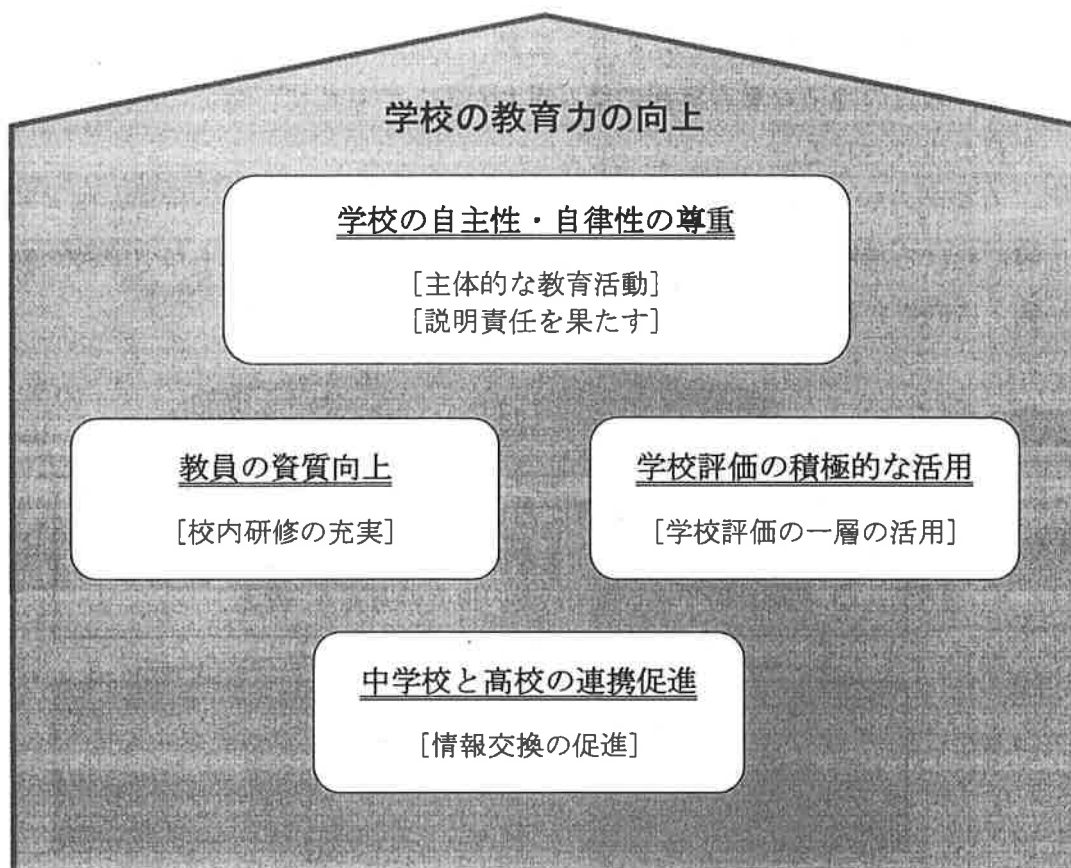 学校の教育力の向上
学校の自主性・自律性の尊重
[主体的な教育活動]
[説明責任を果たす]
教員の資質向上
[校内研修の充実]
学校評価の積極的な活用
[学校評価の一層の活用]
中学校と高校の連携促進
[情報交換の促進]